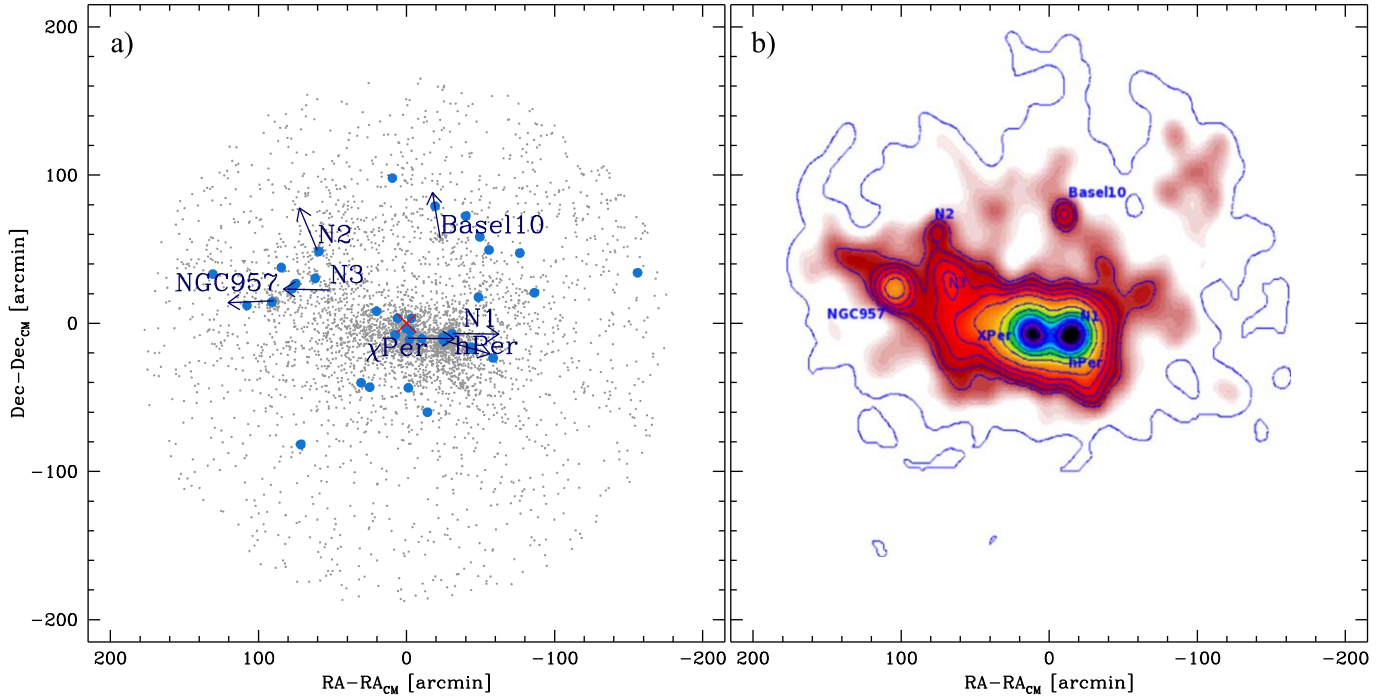 a)
200
100
0
-100
-200
Dec-Dec_CM [arcmin]
N2
Basel10
N3
NGC957
N1
χPer
hPer
200
100
0
-100
-200
RA-RA_CM [arcmin]
b)
Basel10
N2
N3
NGC957
N1
XPer
hPer
200
100
0
-100
-200
RA-RA_CM [arcmin]